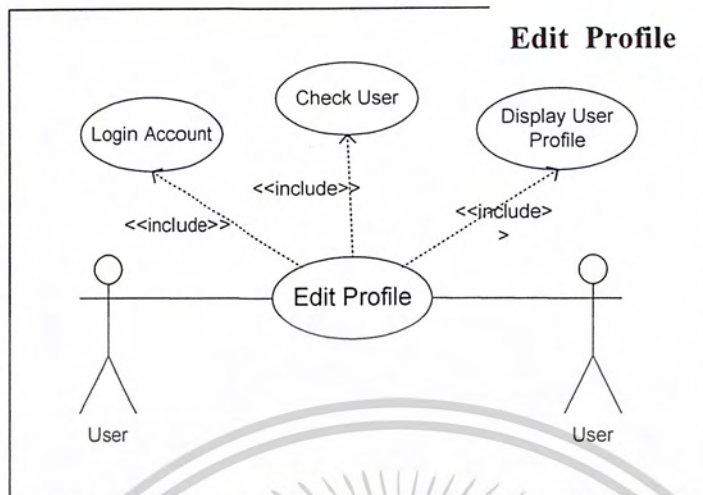 Edit Profile
Check User
Login Account
Display User
Profile
<<include>>
<<include>>
<<include>
>
Edit Profile
User
User